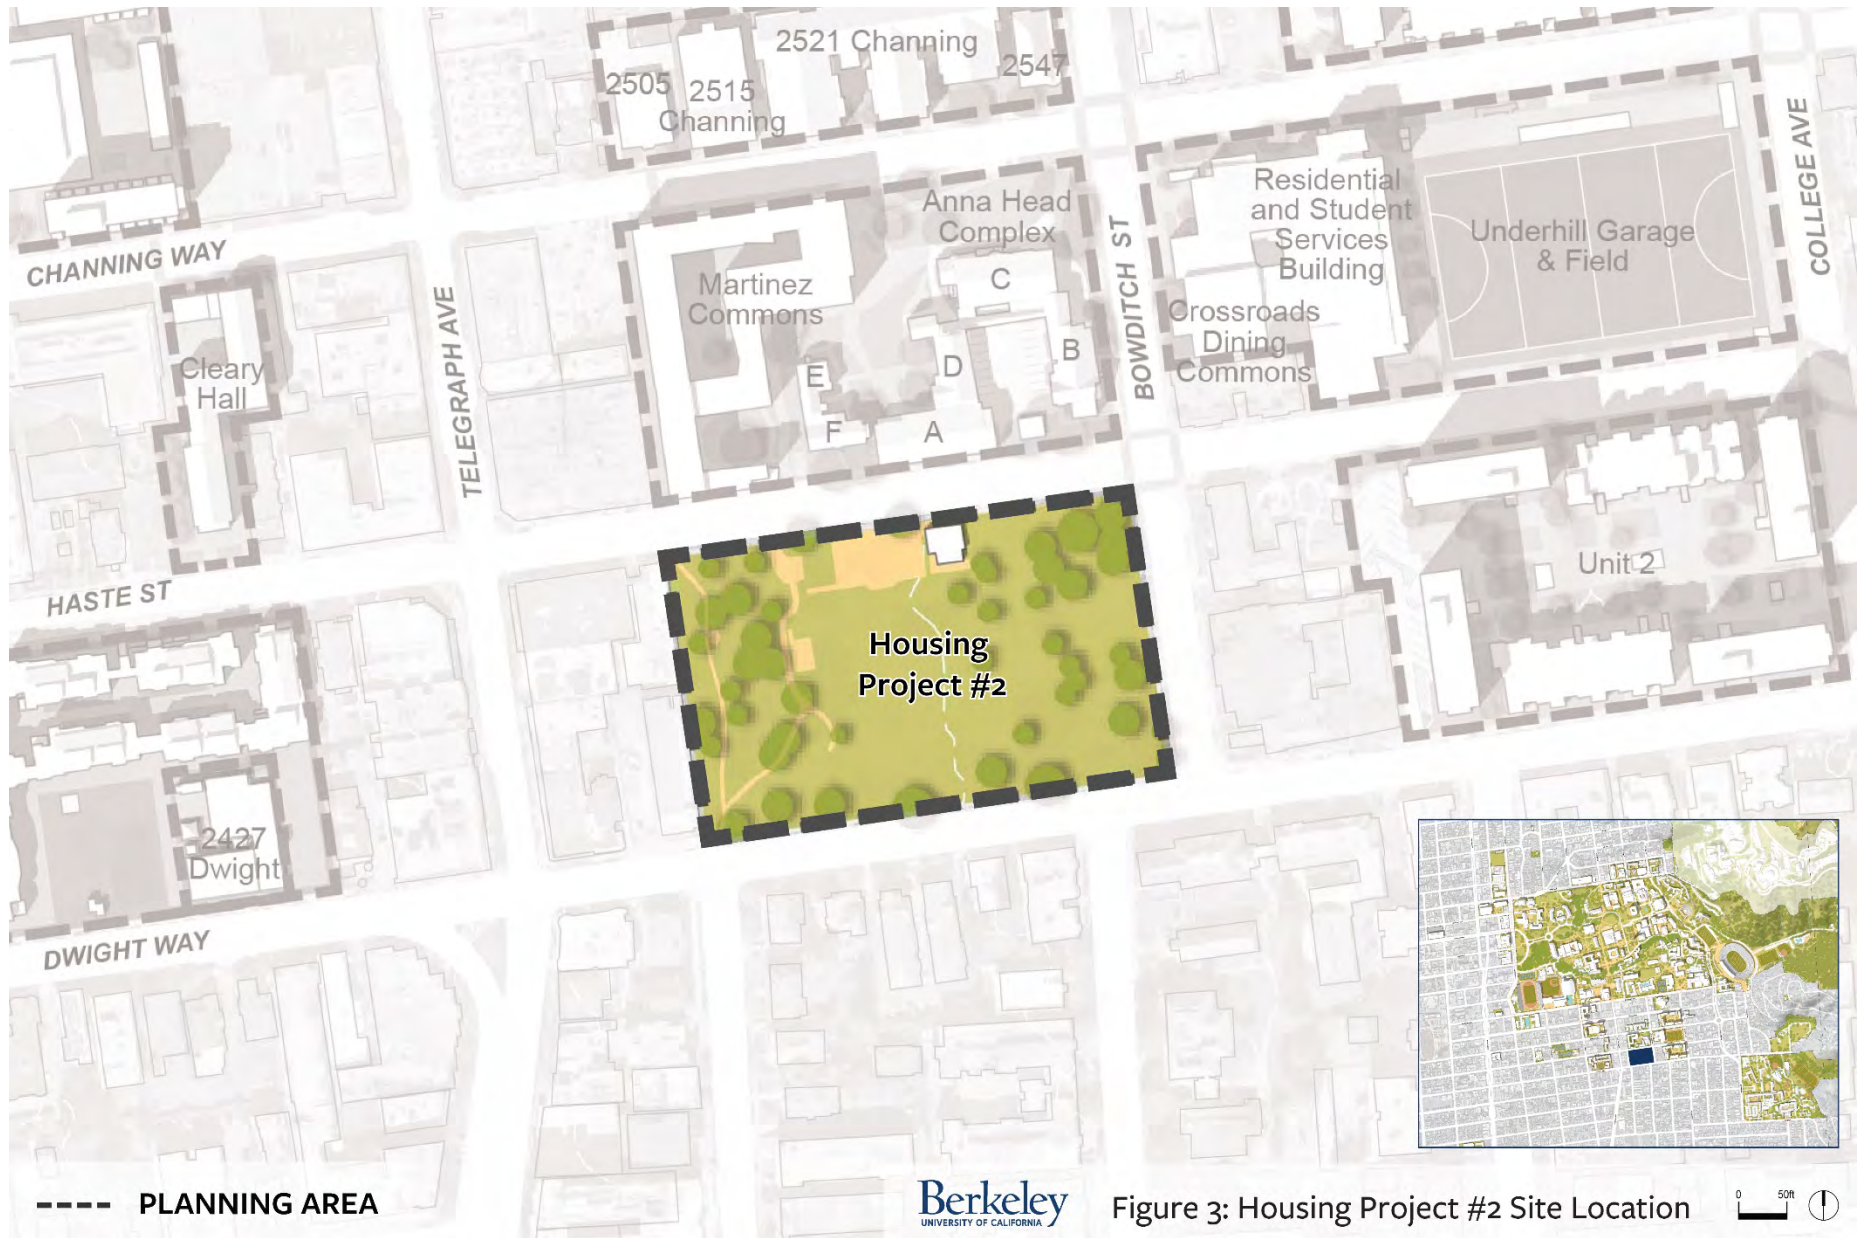 2521 Channing
2547
2505
2515
Channing
COLLEGE AVE
Residential
and Student
Services
Building
Anna Head
Complex
Underhill Garage
& Field
BOWDITCH ST
CHANNING WAY
Martinez
Commons
C
TELEGRAPH AVE
Crossroads
Dining
Commons
Cleary
Hall
B
D
E
F
A
Unit 2
HASTE ST
Housing
Project #2
2427
Dwight
DWIGHT WAY
PLANNING AREA
Berkeley
UNIVERSITY OF CALIFORNIA
Figure 3: Housing Project #2 Site Location
0 50ft